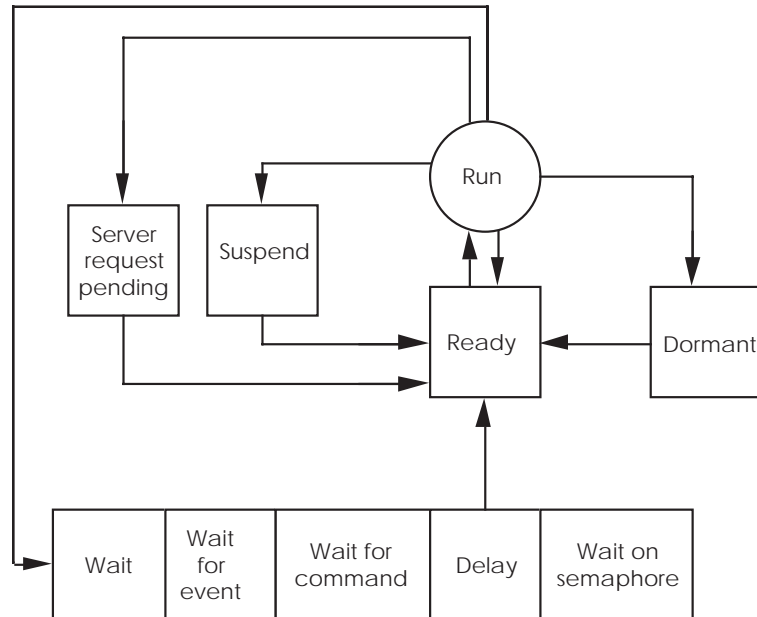 Run
Server
request
pending
Suspend
Ready
Dormant
Wait
Wait
for
event
Wait for
command
Delay
Wait on
semaphore